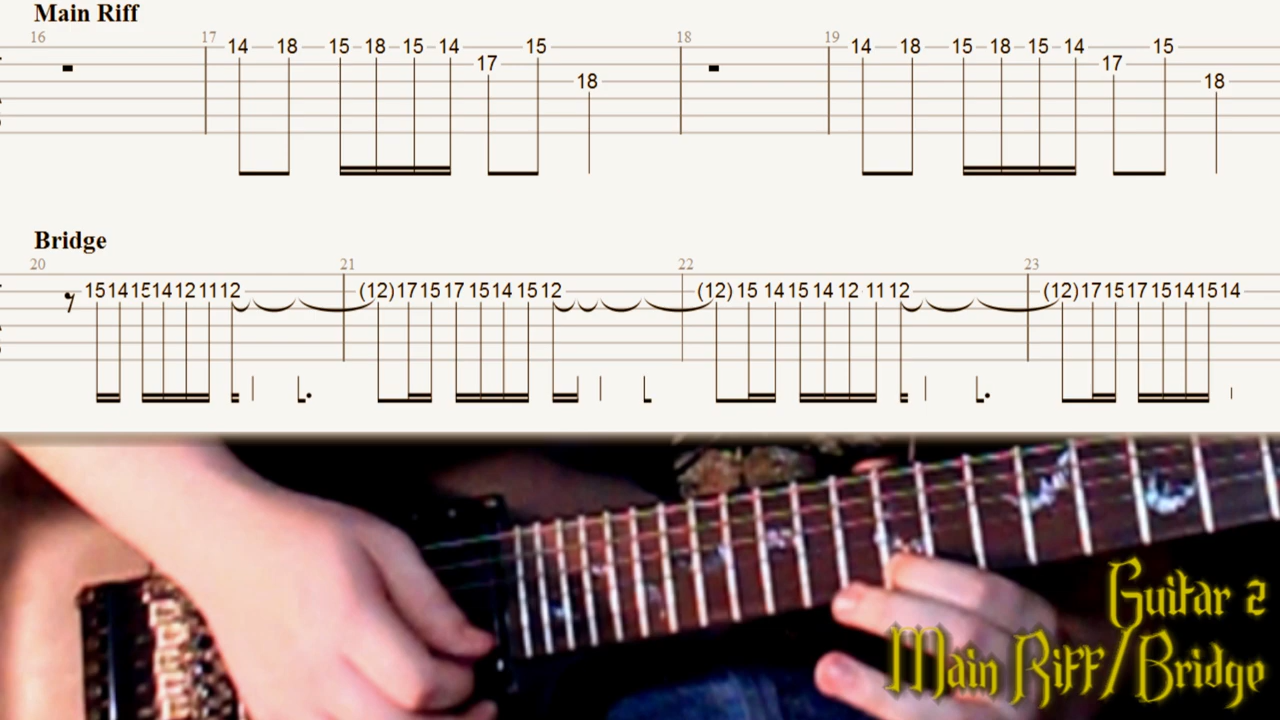 Main Riff
16 17 18 19
14 18 15 18 15 14 15 14 18 15 18 15 14 15
17 17
18 18
Bridge
20 21 22 23
15 14 15 14 12 11 12 (12) 17 15 17 15 14 15 12 (12) 15 14 15 14 12 11 12 (12) 17 15 17 15 14 15 14
Guitar 2
Main Riff/Bridge